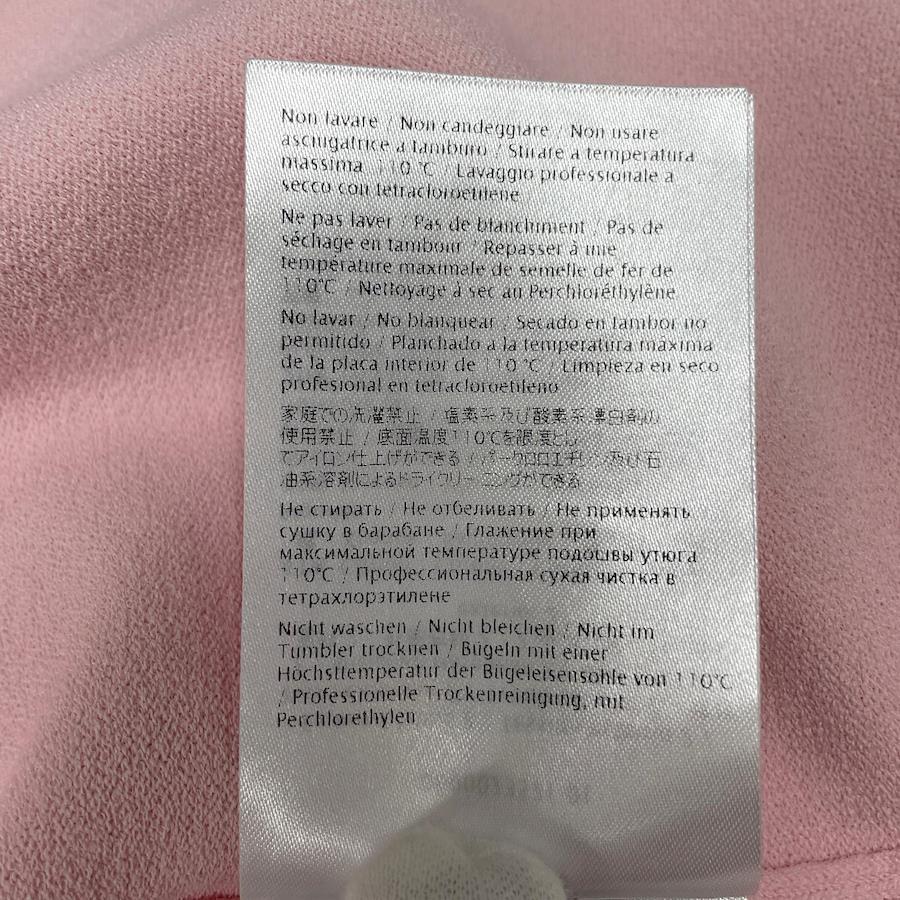 Non lavare / Non candeggiare / Non usare
asciugatrice a tamburo / Stirare a temperatura
massima 110°C / Lavaggio professionale a
secco con tetracloroetilene
Ne pas laver / Pas de blanchiment / Pas de
séchage en tambour / Repasser à une
température maximale de semelle de fer de
110°C / Nettoyage à sec au Perchloréthylène
No lavar / No blanquear / Secado en tambor no
permitido / Planchado a la temperatura maxima
de la placa interior de 110°C / Limpieza en seco
profesional en tetracloroetileno
家庭での洗濯禁止 / 塩素系及び酸素系漂白剤の
使用禁止 / 底面温度110℃を限度とし
てアイロン仕上げができる / パークロロエチレン及び石
油系溶剤によるドライクリーニングができる
Не стирать / Не отбеливать / Не применять
сушку в барабане / Глажение при
максимальной температуре подошвы утюга
110°C / Профессиональная сухая чистка в
тетрахлорэтилене
Nicht waschen / Nicht bleichen / Nicht im
Tumbler trocknen / Bügeln mit einer
Höchsttemperatur der Bügeleisensohle von 110°C
/ Professionelle Trockenreinigung, mit
Perchlorethylen